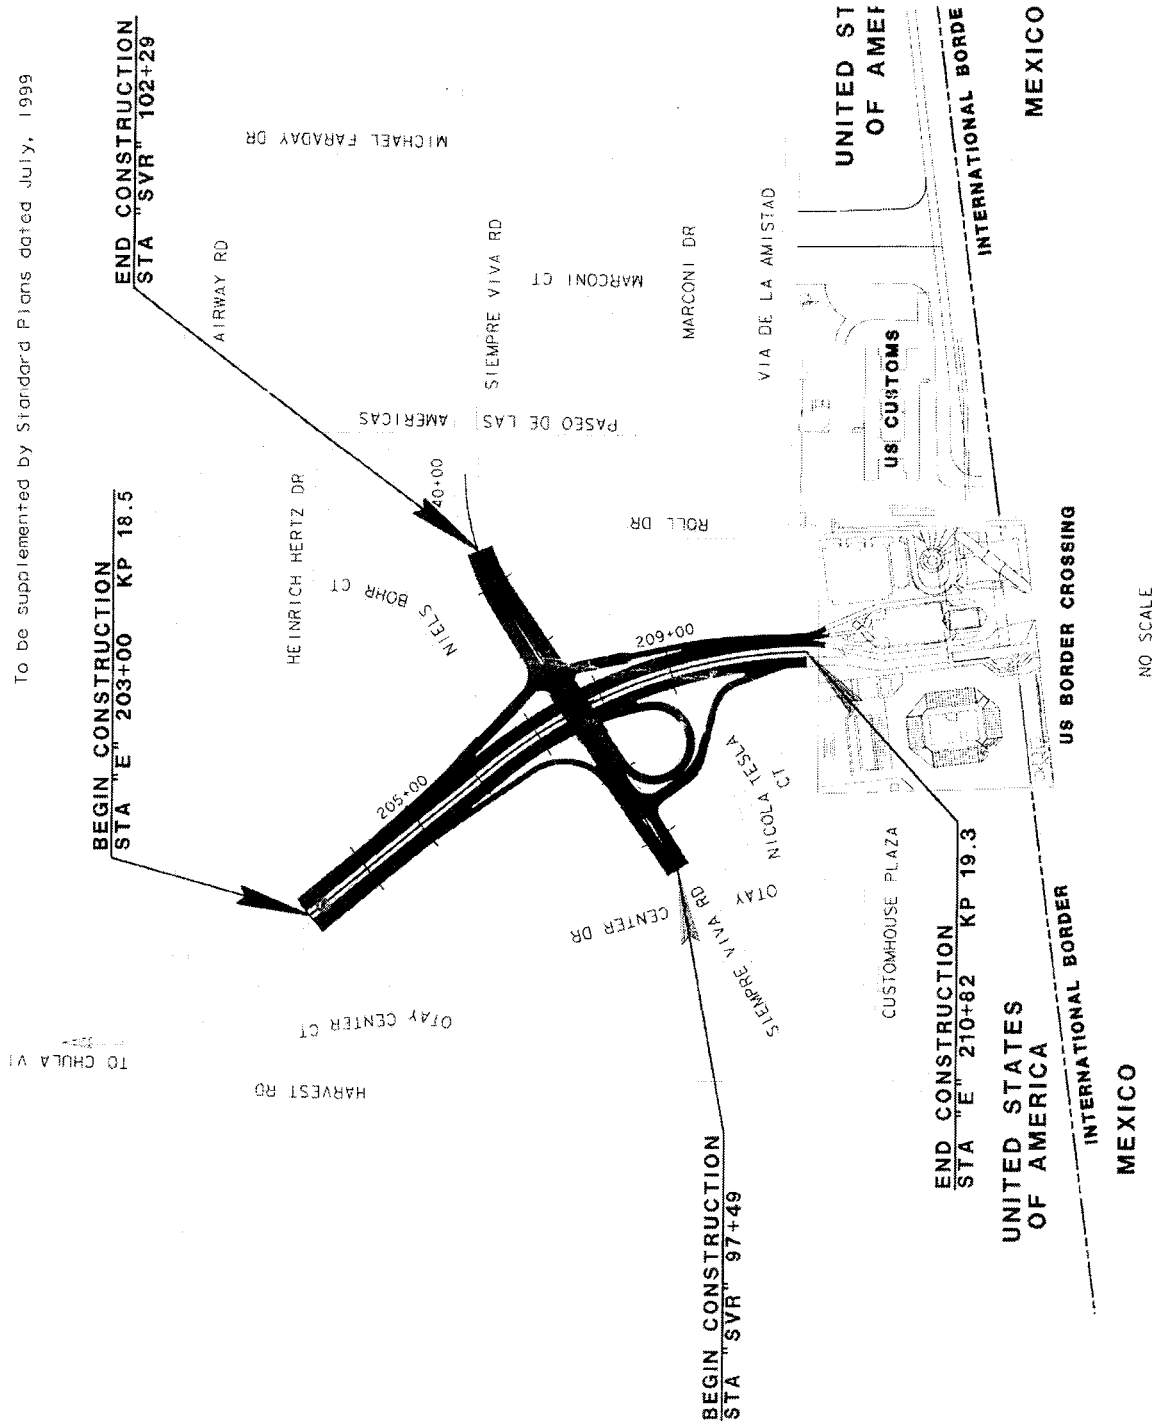 To be supplemented by Standard Plans dated July, 1999
END CONSTRUCTION
STA "SVR" 102+29
BEGIN CONSTRUCTION
STA "E" 203+00 KP 18.5
MICHAEL FARADAY DR
AIRWAY RD
SIEMPRE VIVA RD
MARCONI CT
MARCONI DR
VIA DE LA AMISTAD
UNITED ST
OF AMER
INTERNATIONAL BORDE
MEXICO
PASEO DE LAS AMERICAS
US CUSTOMS
HEINRICH HERTZ DR
NIELS BOHR CT
40+00
ROLL DR
209+00
205+00
US BORDER CROSSING
NO SCALE
NICOLA TESLA
CT
OTAY
CENTER DR
SIEMPRE VIVA RD
CUSTOMHOUSE PLAZA
OTAY CENTER CT
HARVEST RD
TO CHULA VI
END CONSTRUCTION
STA "E" 210+82 KP 19.3
UNITED STATES
OF AMERICA
INTERNATIONAL BORDER
MEXICO
BEGIN CONSTRUCTION
STA "SVR" 97+49